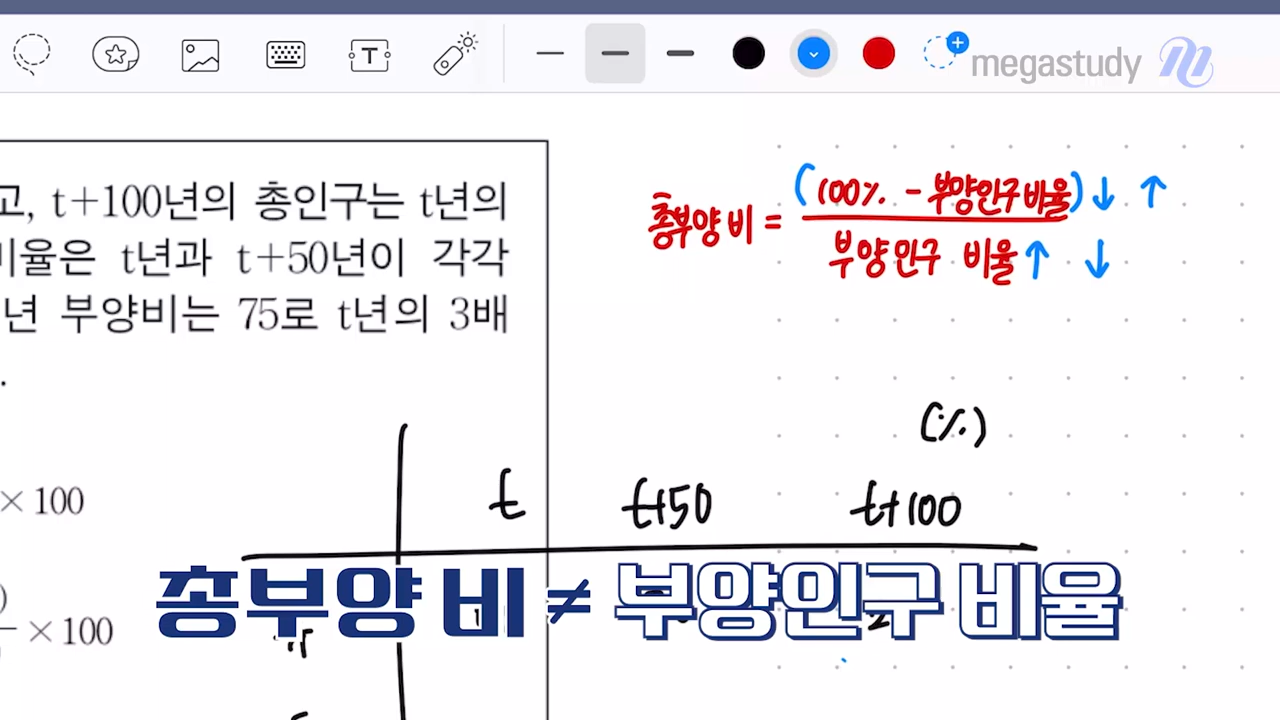 megastudy
고, t+100년의 총인구는 t년의
비율은 t년과 t+50년이 각각
년 부양비는 75로 t년의 3배
총부양비 = (100% - 부양인구비율)↓ ↑
부양인구 비율↑ ↓
(%)
t t+50 t+100
× 100
총부양 비 ≠ 부양인구 비율
× 100